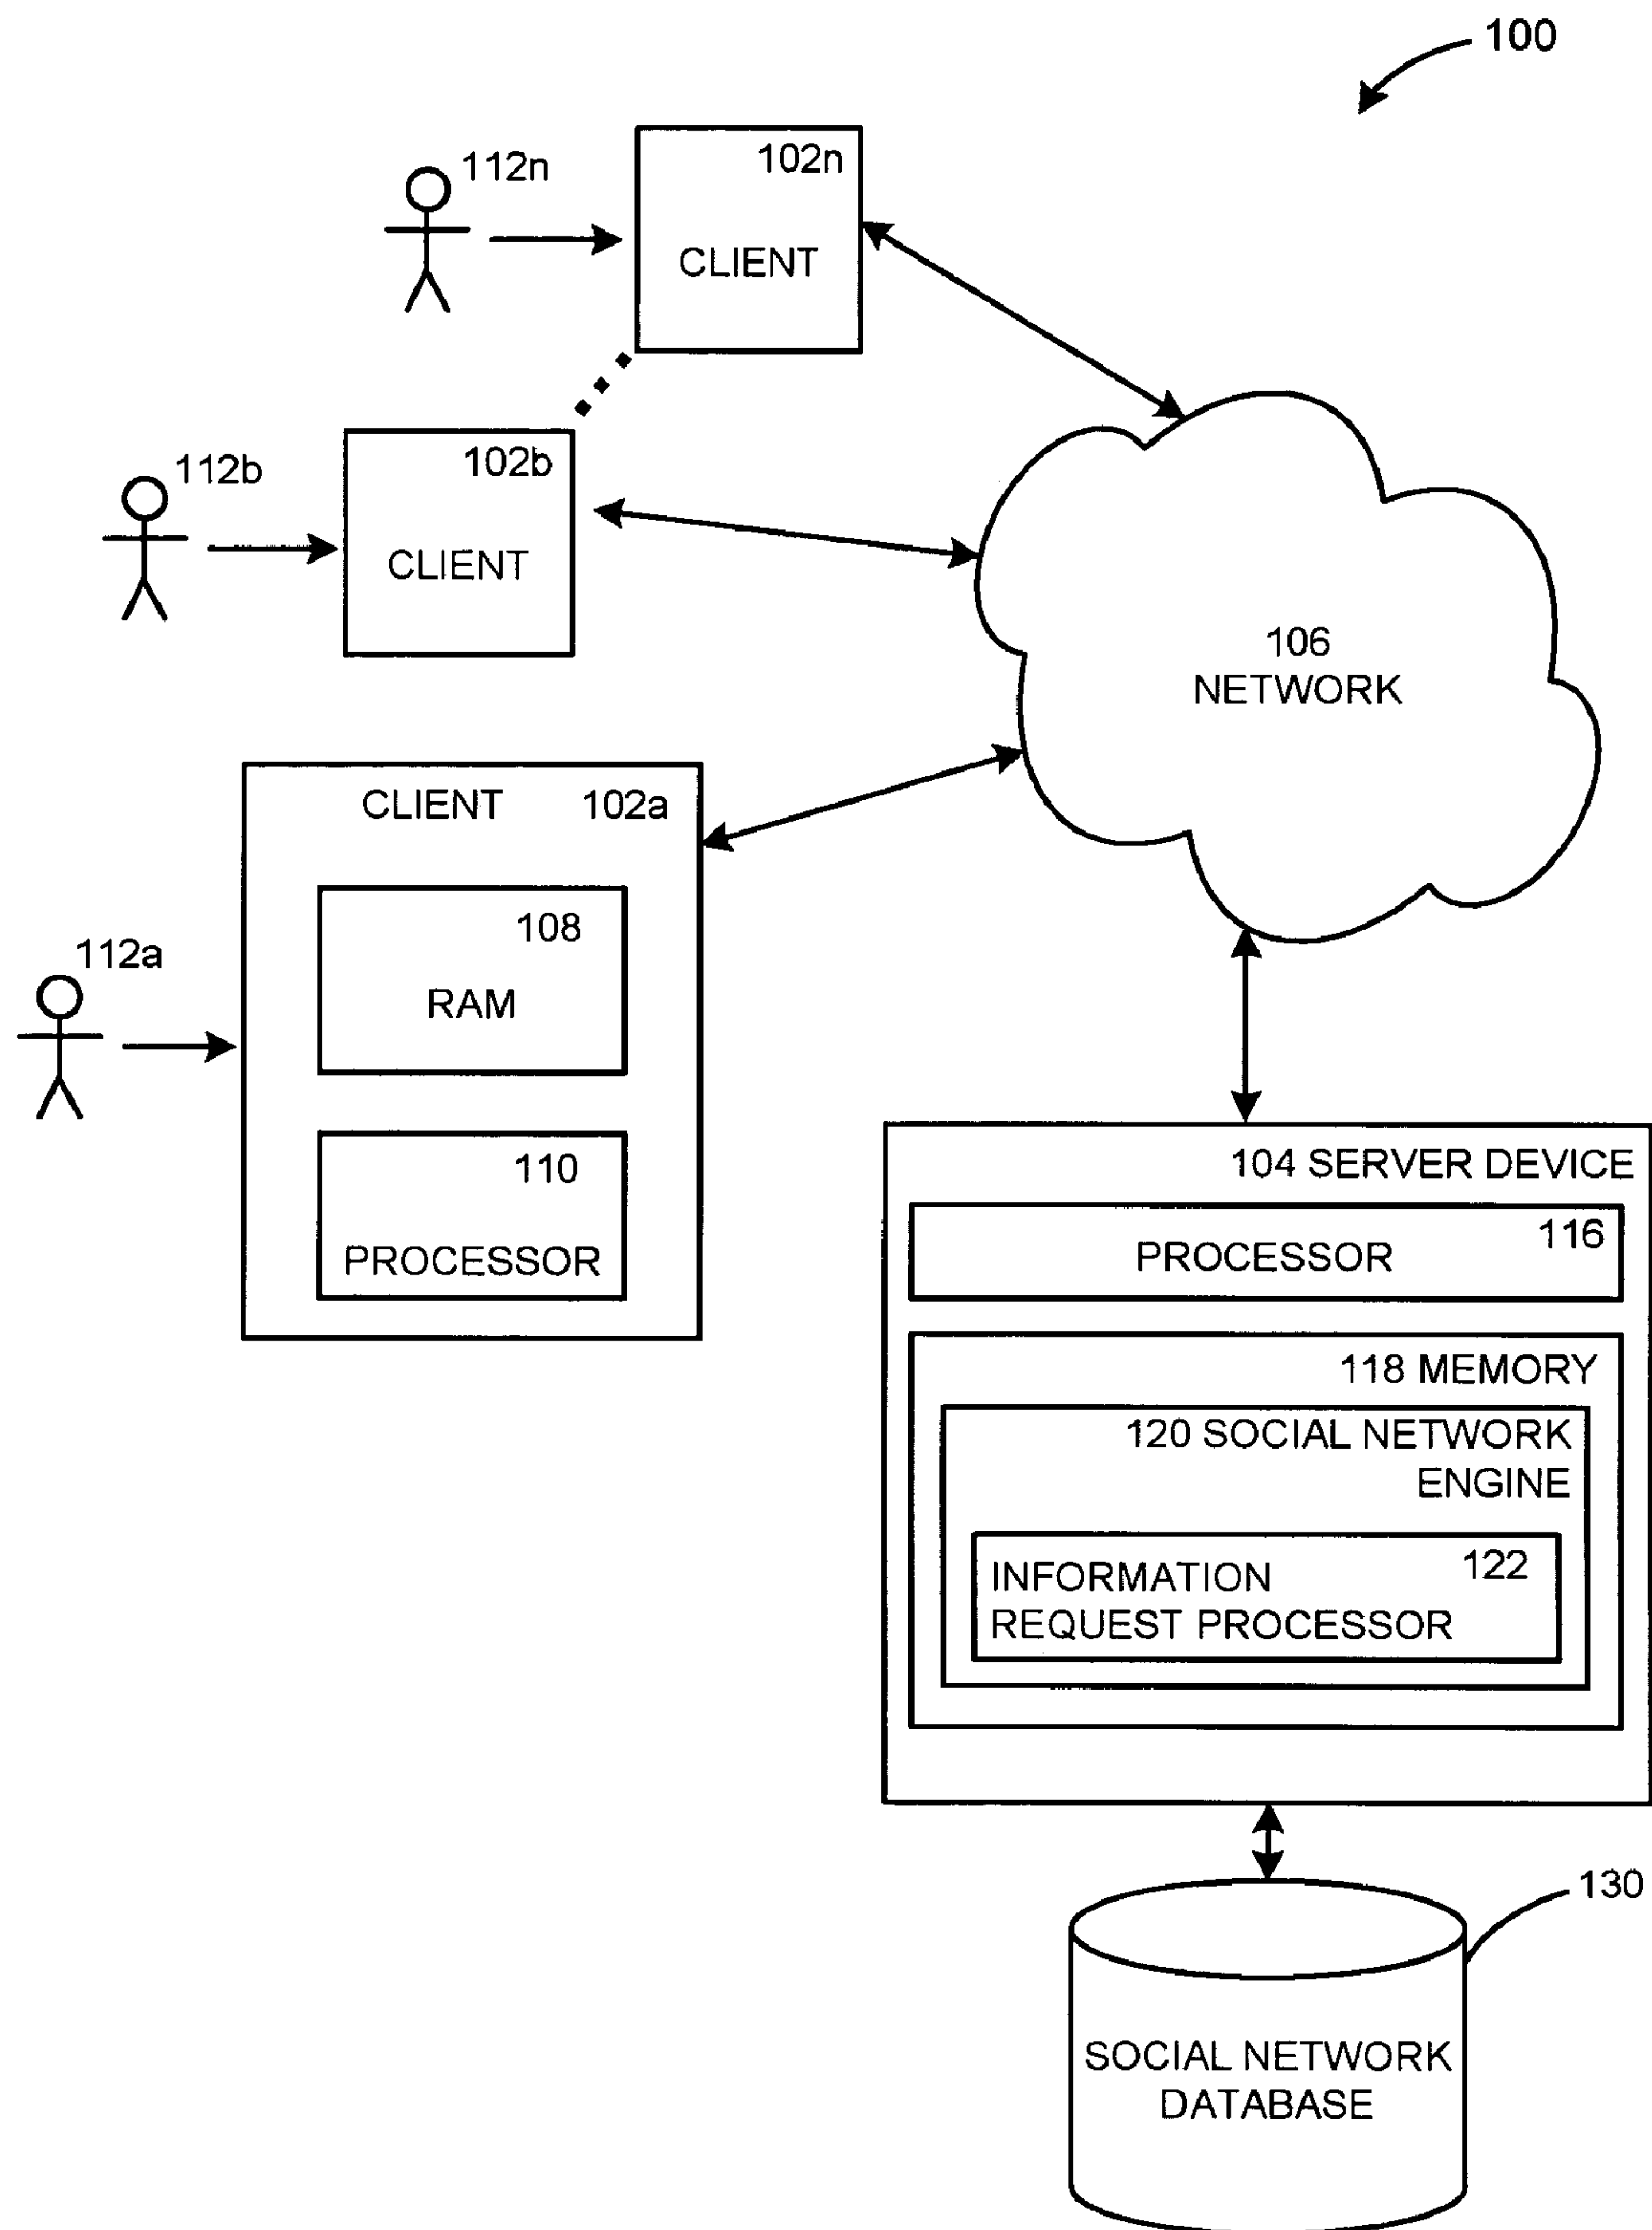 100
112n
102n
CLIENT
112b
102b
CLIENT
106
NETWORK
CLIENT 102a
108
RAM
112a
110
PROCESSOR
104 SERVER DEVICE
116
PROCESSOR
118 MEMORY
120 SOCIAL NETWORK
ENGINE
122
INFORMATION
REQUEST PROCESSOR
130
SOCIAL NETWORK
DATABASE